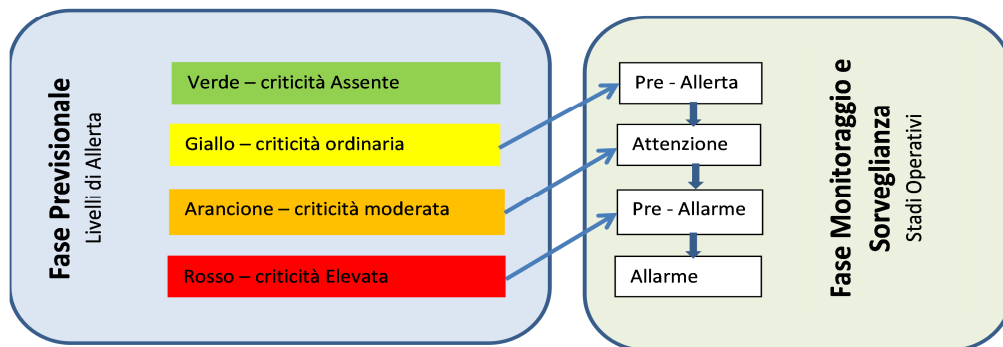 Fase Previsionale
Livelli di Allerta
Verde – criticità Assente
Giallo – criticità ordinaria
Arancione – criticità moderata
Rosso – criticità Elevata
Pre - Allerta
Attenzione
Pre - Allarme
Allarme
Fase Monitoraggio e
Sorveglianza
Stadi Operativi